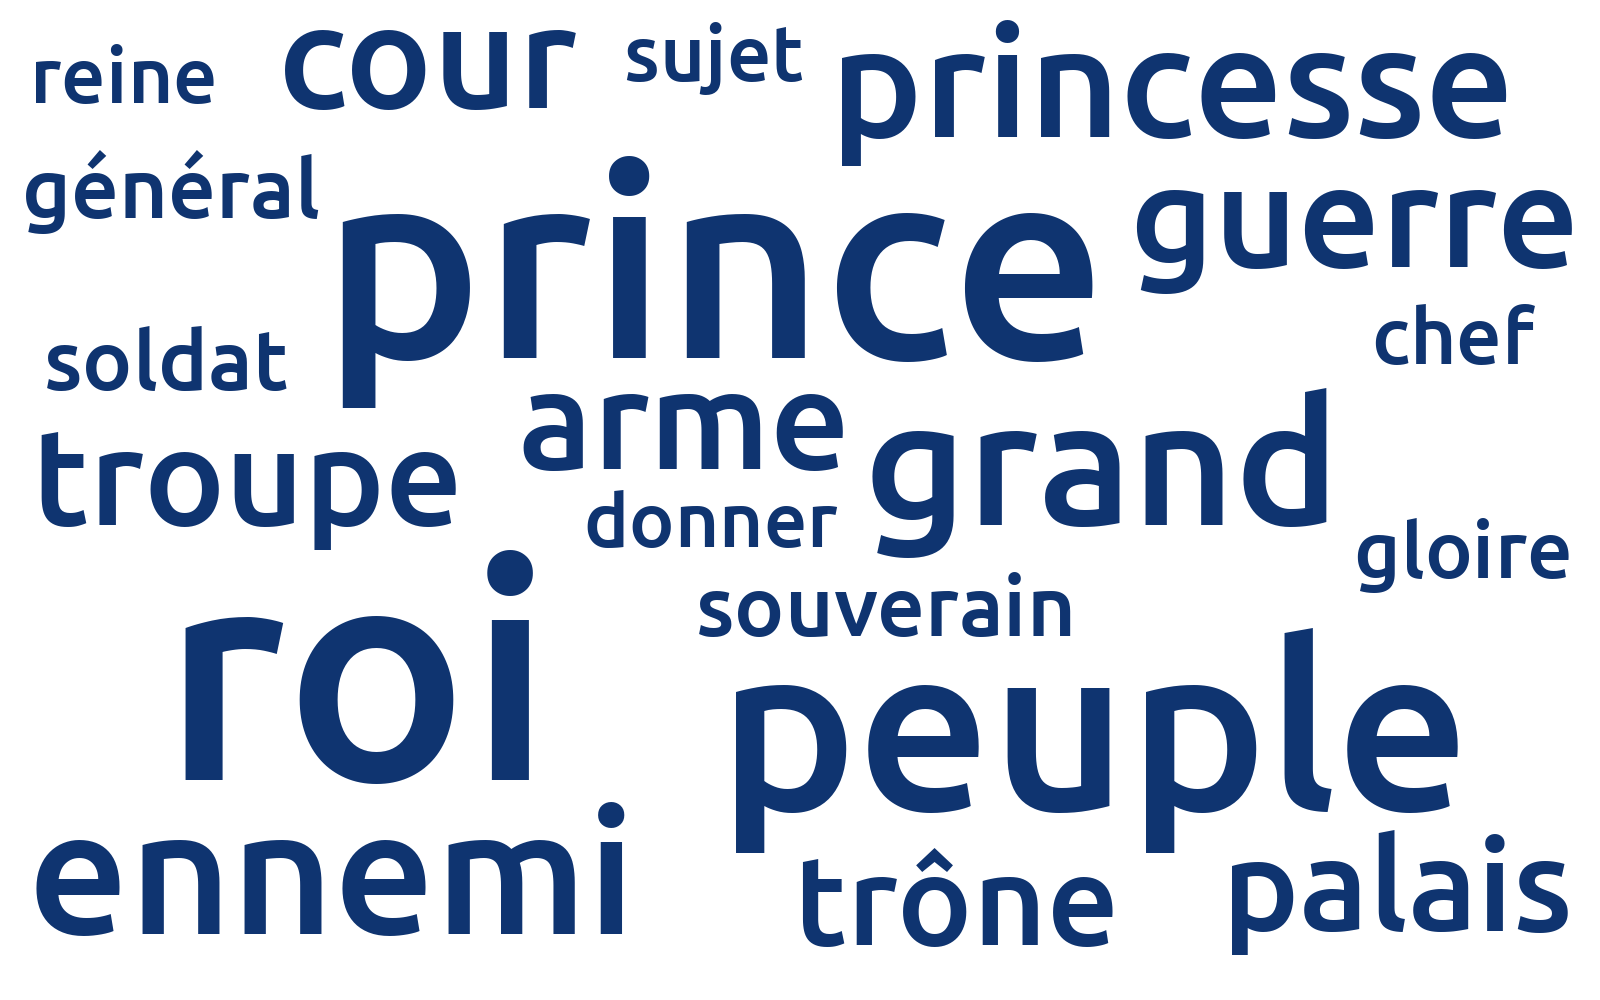 reine cour sujet princesse
général prince guerre
soldat chef
troupe arme grand
donner gloire
roi souverain
peuple
ennemi trône palais